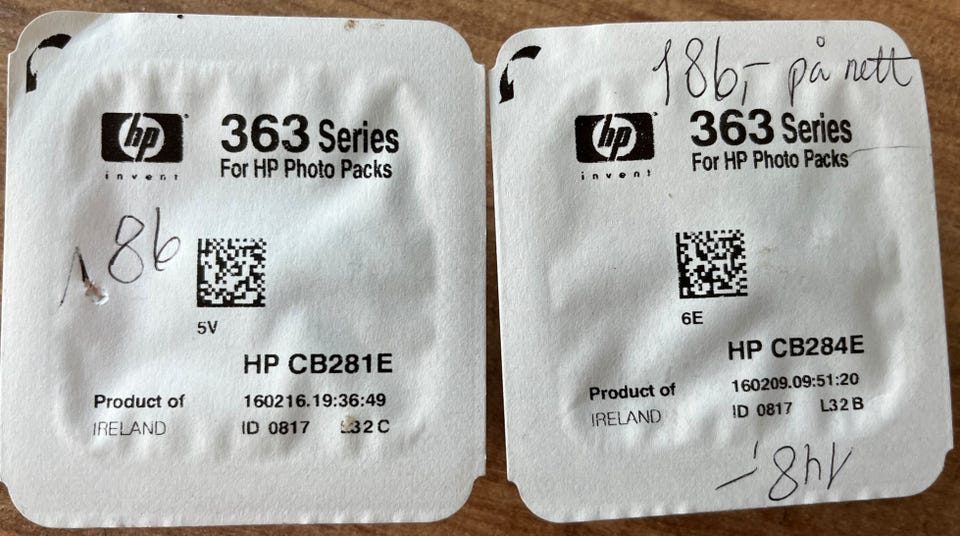 hp
invent
363 Series
For HP Photo Packs
186
5V
HP CB281E
Product of
IRELAND
160216.19:36:49
ID 0817 L32 C
186,- på nett
hp
invent
363 Series
For HP Photo Packs
6E
HP CB284E
Product of
IRELAND
160209.09:51:20
ID 0817 L32 B
148,-